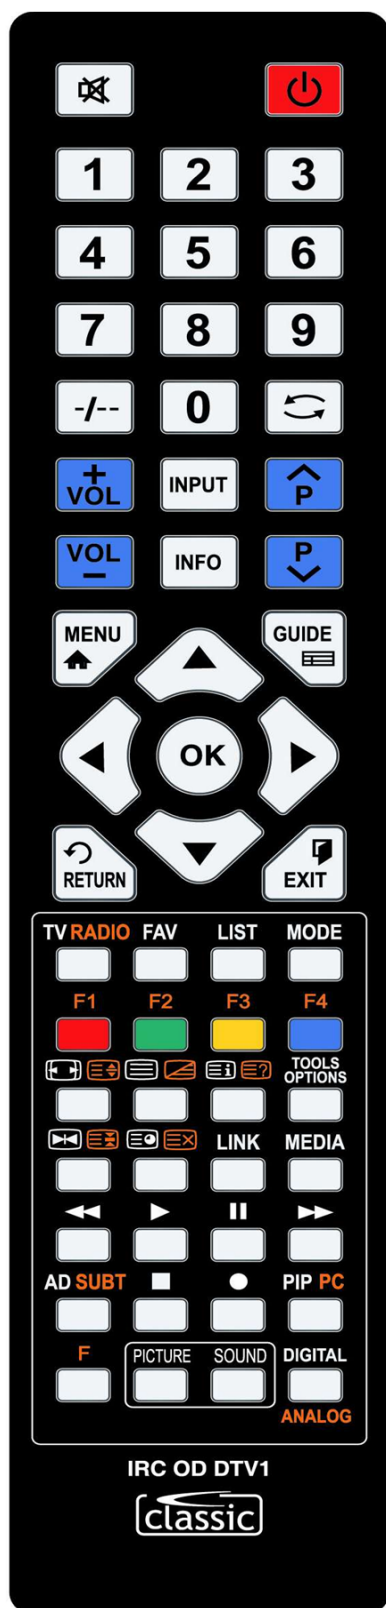 1 2 3
4 5 6
7 8 9
-/-- 0
+ VOL INPUT P
VOL - INFO P
MENU GUIDE
OK
RETURN EXIT
TV RADIO FAV LIST MODE
F1 F2 F3 F4
i ? TOOLS
OPTIONS
LINK MEDIA
AD SUBT PIP PC
F PICTURE SOUND DIGITAL
ANALOG
IRC OD DTV1
classic